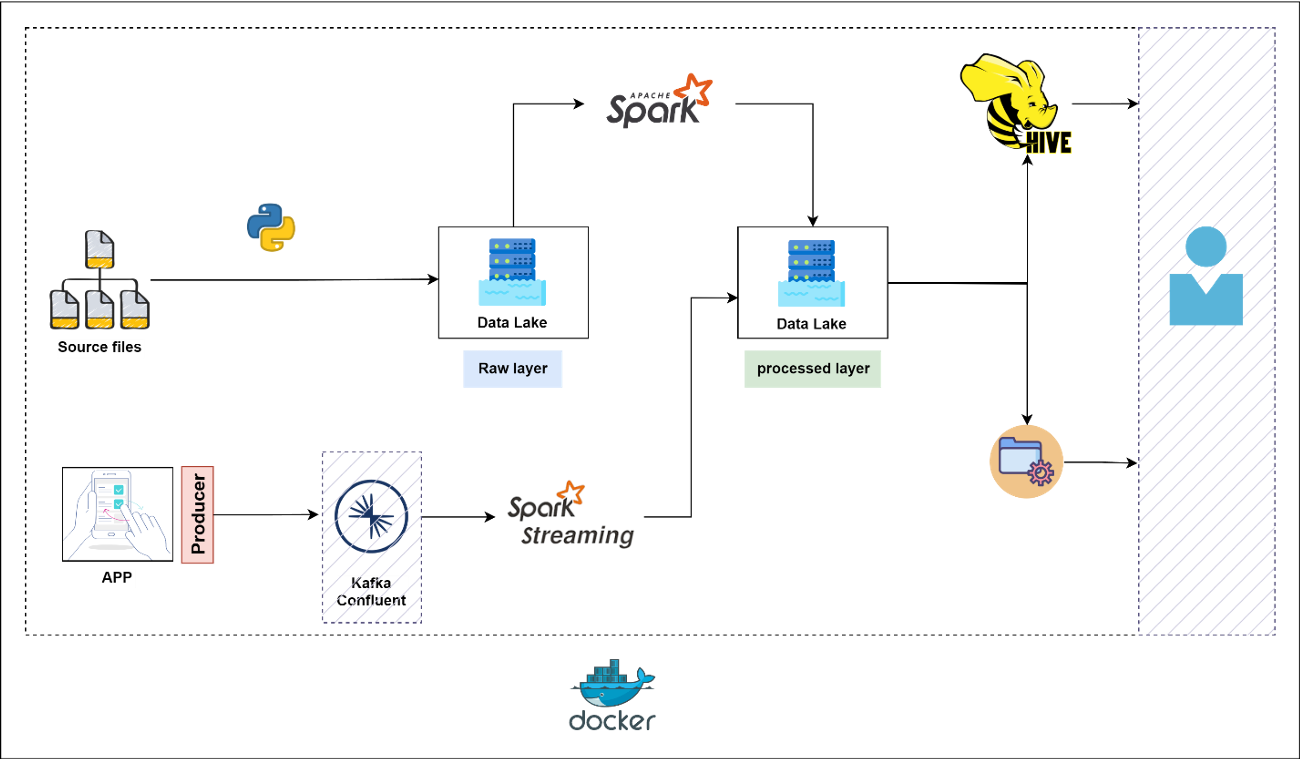 APACHE
Spark
HIVE
Source files
Data Lake
Data Lake
Raw layer
processed layer
Producer
APP
Kafka
Confluent
Spark
Streaming
docker